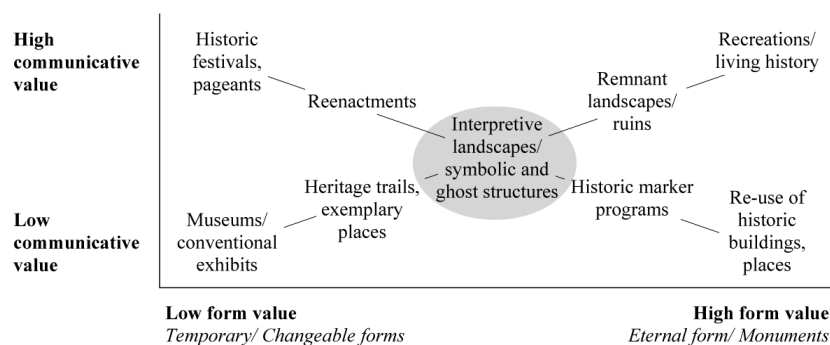 High
communicative
value
Historic
festivals,
pageants
Reenactments
Interpretive
landscapes/
symbolic and
ghost structures
Remnant
landscapes/
ruins
Recreations/
living history
Low
communicative
value
Museums/
conventional
exhibits
Heritage trails,
exemplary
places
Historic marker
programs
Re-use of
historic
buildings,
places
Low form value
Temporary/ Changeable forms
High form value
Eternal form/ Monuments